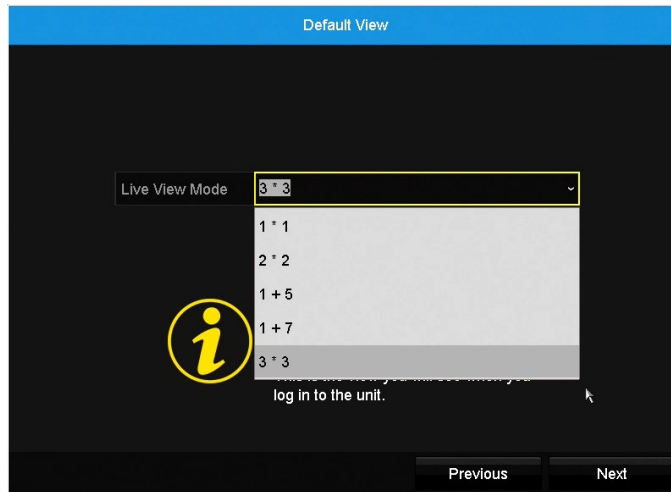 Default View
Live View Mode
3 * 3
1 * 1
2 * 2
1 + 5
1 + 7
3 * 3
log in to the unit.
Previous
Next